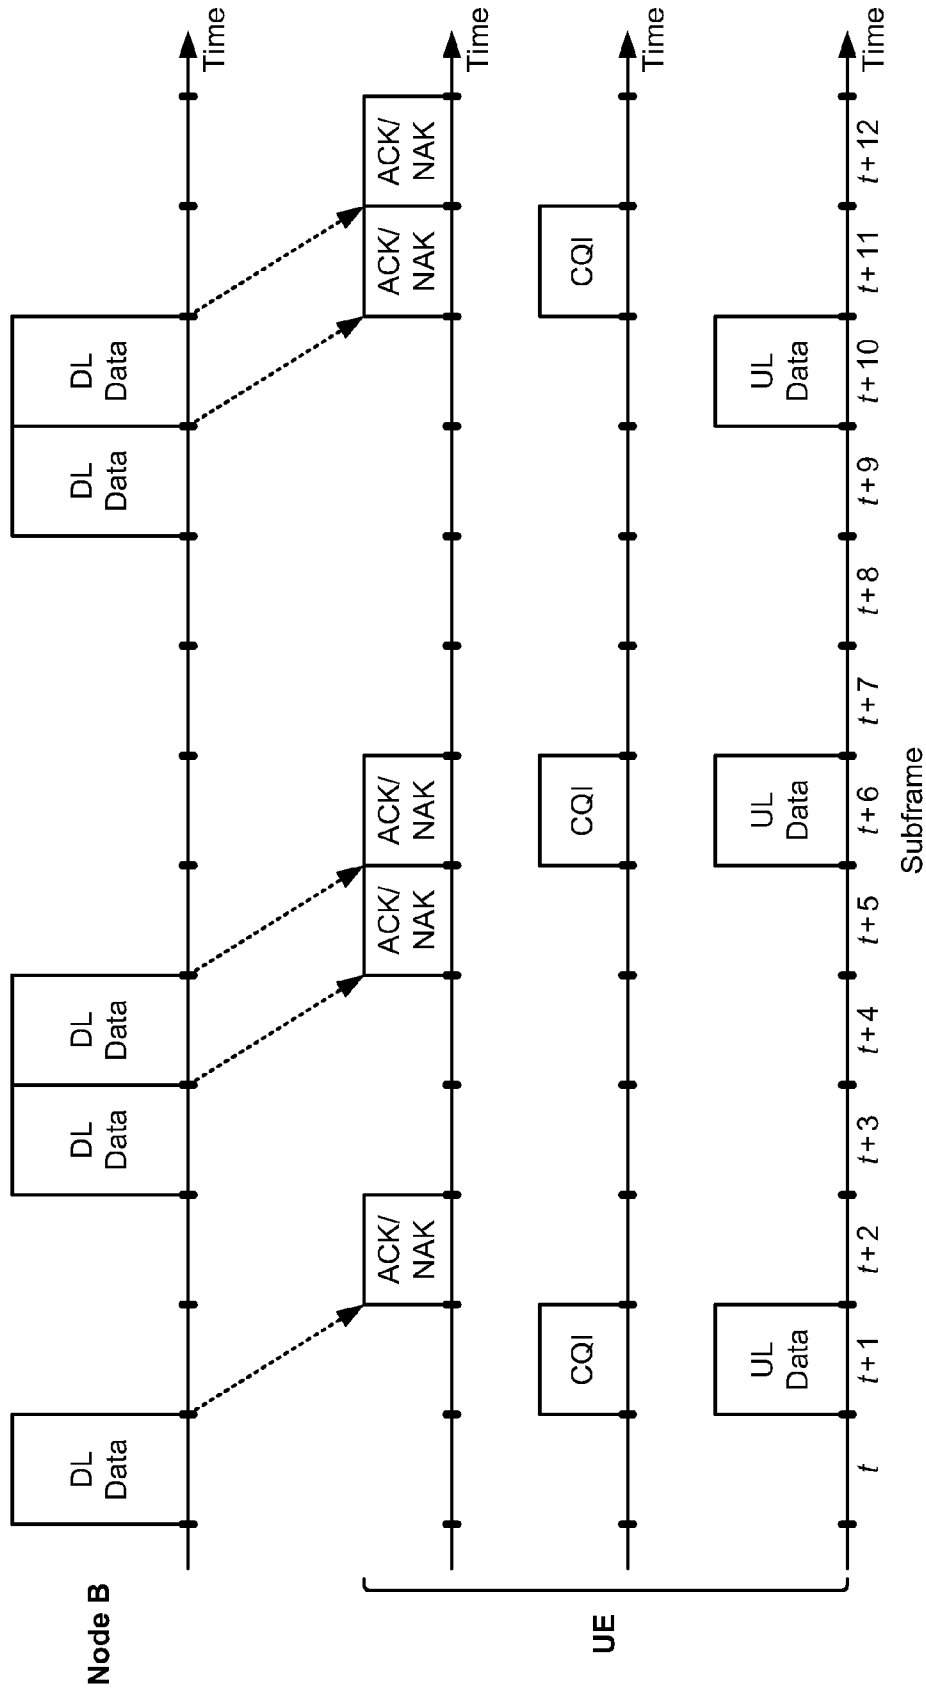 Node B
DL
Data
DL
Data
DL
Data
DL
Data
DL
Data
Time
UE
ACK/
NAK
ACK/
NAK
ACK/
NAK
ACK/
NAK
ACK/
NAK
Time
CQI
CQI
CQI
Time
UL
Data
UL
Data
UL
Data
Time
t t+1 t+2 t+3 t+4 t+5 t+6 t+7 t+8 t+9 t+10 t+11 t+12
Subframe